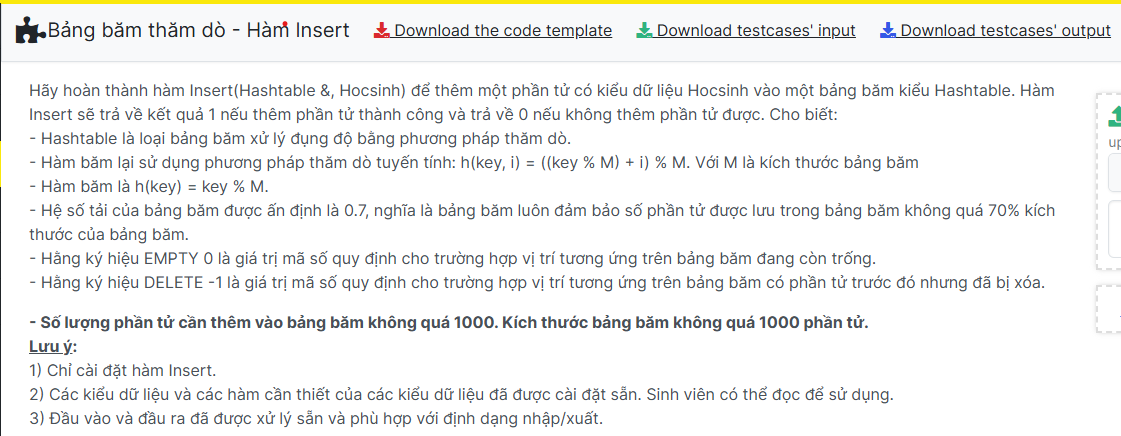 Bảng băm thăm dò - Hàm Insert Download the code template Download testcases' input Download testcases' output
Hãy hoàn thành hàm Insert(Hashtable &, Hocsinh) để thêm một phần tử có kiểu dữ liệu Hocsinh vào một bảng băm kiểu Hashtable. Hàm
Insert sẽ trả về kết quả 1 nếu thêm phần tử thành công và trả về 0 nếu không thêm phần tử được. Cho biết:
- Hashtable là loại bảng băm xử lý đụng độ bằng phương pháp thăm dò.
- Hàm băm lại sử dụng phương pháp thăm dò tuyến tính: h(key, i) = ((key % M) + i) % M. Với M là kích thước bảng băm
- Hàm băm là h(key) = key % M.
- Hệ số tải của bảng băm được ấn định là 0.7, nghĩa là bảng băm luôn đảm bảo số phần tử được lưu trong bảng băm không quá 70% kích
thước của bảng băm.
- Hằng ký hiệu EMPTY 0 là giá trị mã số quy định cho trường hợp vị trí tương ứng trên bảng băm đang còn trống.
- Hằng ký hiệu DELETE -1 là giá trị mã số quy định cho trường hợp vị trí tương ứng trên bảng băm có phần tử trước đó nhưng đã bị xóa.
- Số lượng phần tử cần thêm vào bảng băm không quá 1000. Kích thước bảng băm không quá 1000 phần tử.
Lưu ý:
1) Chỉ cài đặt hàm Insert.
2) Các kiểu dữ liệu và các hàm cần thiết của các kiểu dữ liệu đã được cài đặt sẵn. Sinh viên có thể đọc để sử dụng.
3) Đầu vào và đầu ra đã được xử lý sẵn và phù hợp với định dạng nhập/xuất.